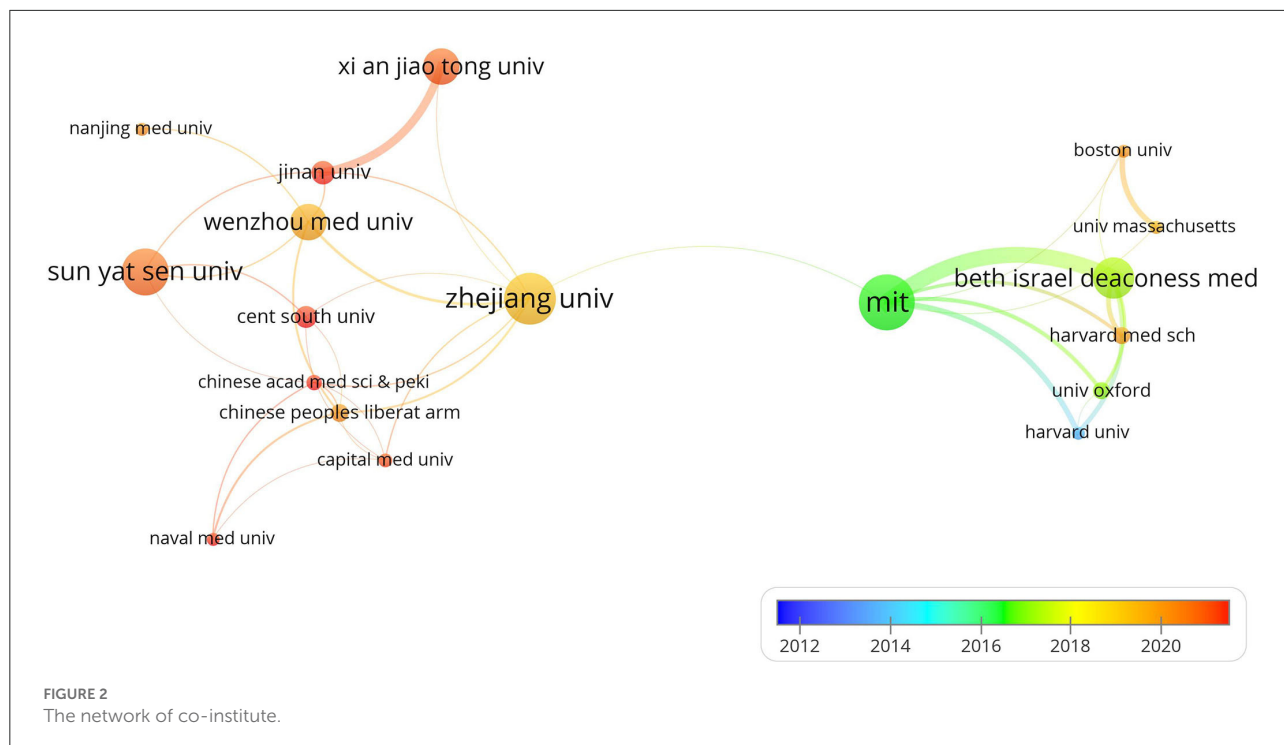 xi an jiao tong univ
nanjing med univ
jinan univ
wenzhou med univ
sun yat sen univ
zhejiang univ
cent south univ
chinese acad med sci & peki
chinese peoples liberat arm
capital med univ
naval med univ
boston univ
univ massachusetts
beth israel deaconess med
mit
harvard med sch
univ oxford
harvard univ
2012 2014 2016 2018 2020
FIGURE 2
The network of co-institute.